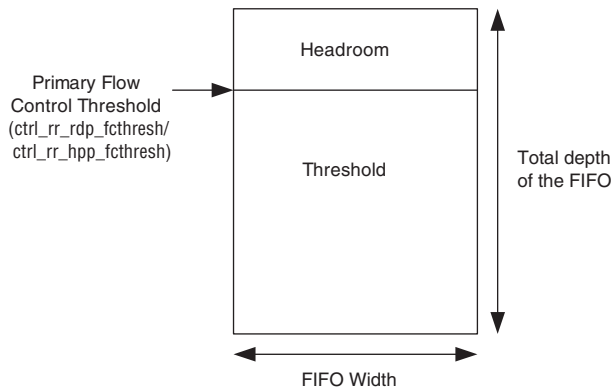 Headroom
Primary Flow
Control Threshold
(ctrl_rr_rdp_fcthresh/
ctrl_rr_hpp_fcthresh)
Threshold
Total depth
of the FIFO
FIFO Width